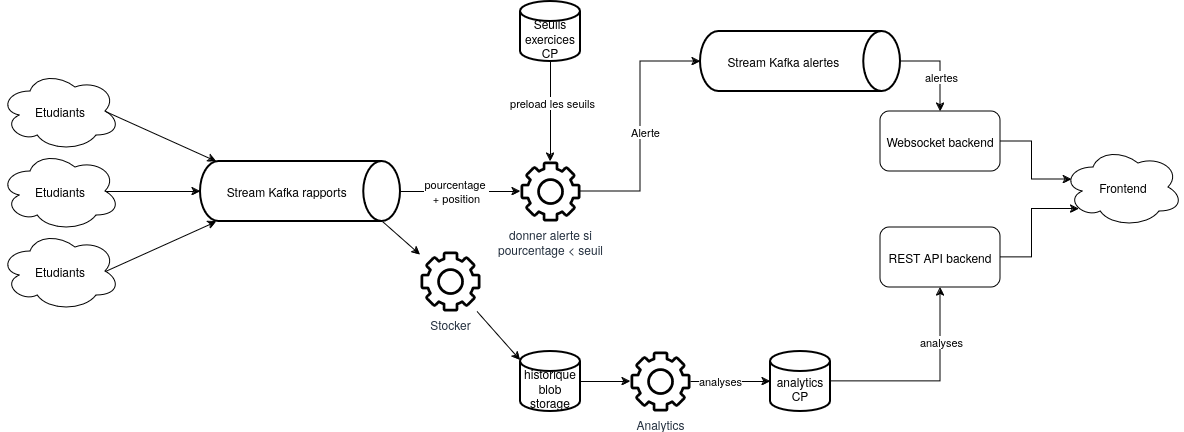 Seuils
exercices
CP
Stream Kafka alertes
alertes
preload les seuils
Etudiants
Alerte
Websocket backend
Etudiants
Stream Kafka rapports
pourcentage
+ position
Frontend
donner alerte si
pourcentage < seuil
REST API backend
Etudiants
Stocker
analyses
historique
blob
storage
analyses
analytics
CP
Analytics